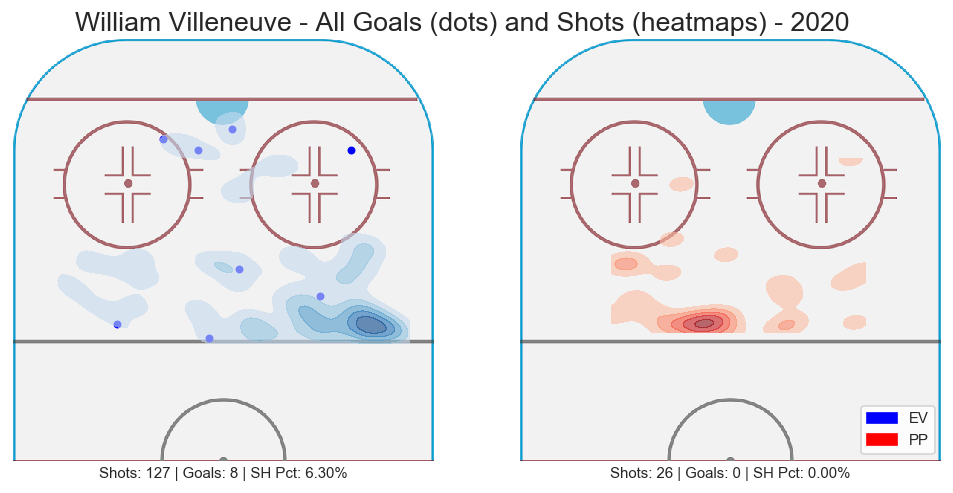 William Villeneuve - All Goals (dots) and Shots (heatmaps) - 2020
EV
PP
Shots: 127 | Goals: 8 | SH Pct: 6.30%
Shots: 26 | Goals: 0 | SH Pct: 0.00%